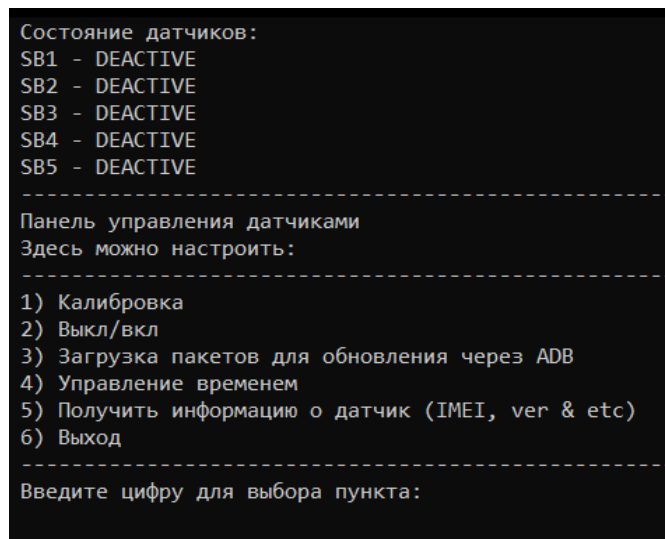 Состояние датчиков:
SB1 - DEACTIVE
SB2 - DEACTIVE
SB3 - DEACTIVE
SB4 - DEACTIVE
SB5 - DEACTIVE
---------------------------------------------------
Панель управления датчиками
Здесь можно настроить:
---------------------------------------------------
1) Калибровка
2) Выкл/вкл
3) Загрузка пакетов для обновления через ADB
4) Управление временем
5) Получить информацию о датчик (IMEI, ver & etc)
6) Выход
---------------------------------------------------
Введите цифру для выбора пункта: